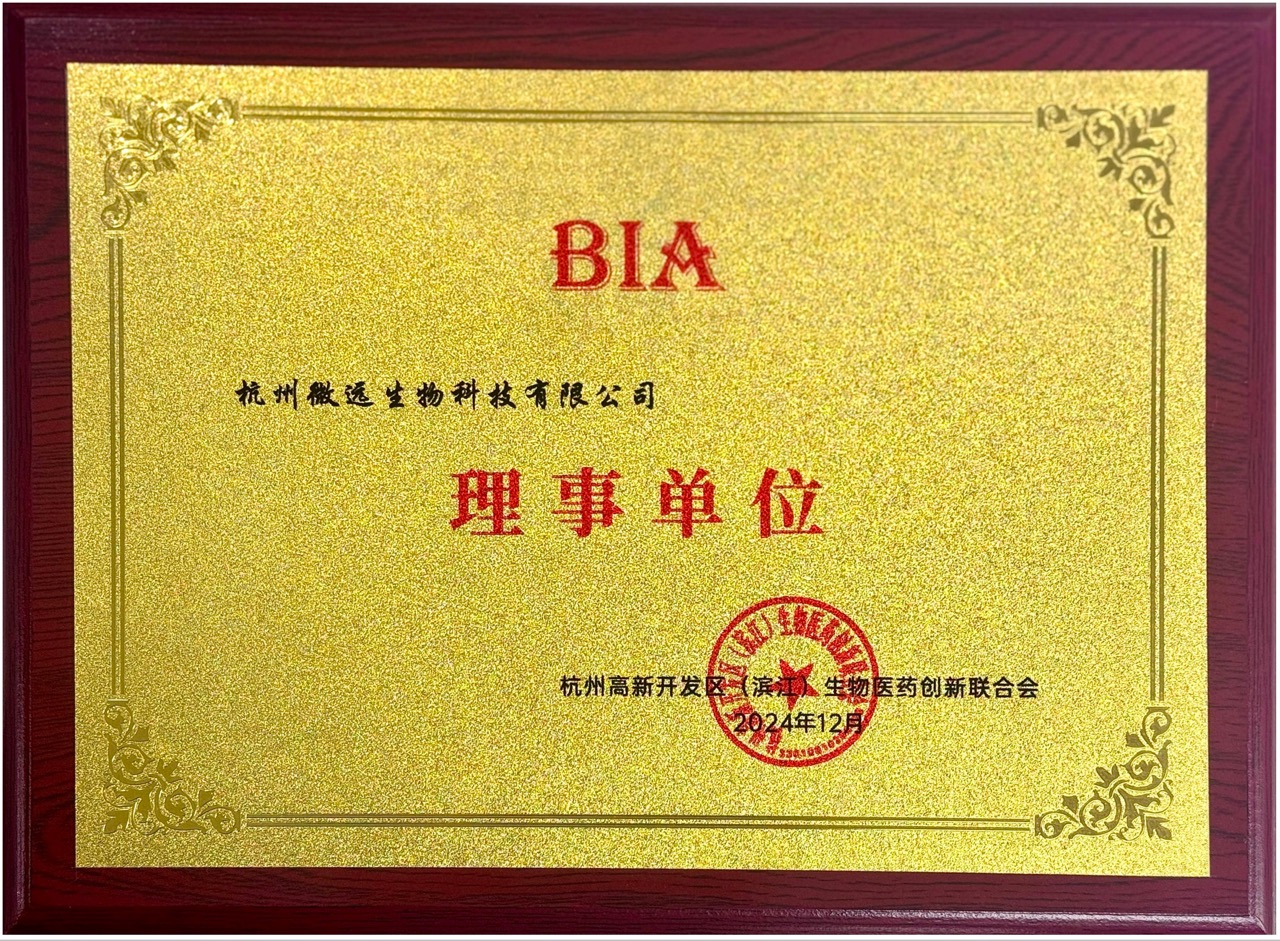 BIA
杭州微远生物科技有限公司
理事单位
杭州高新开发区（滨江）生物医药创新联合会
2024年12月